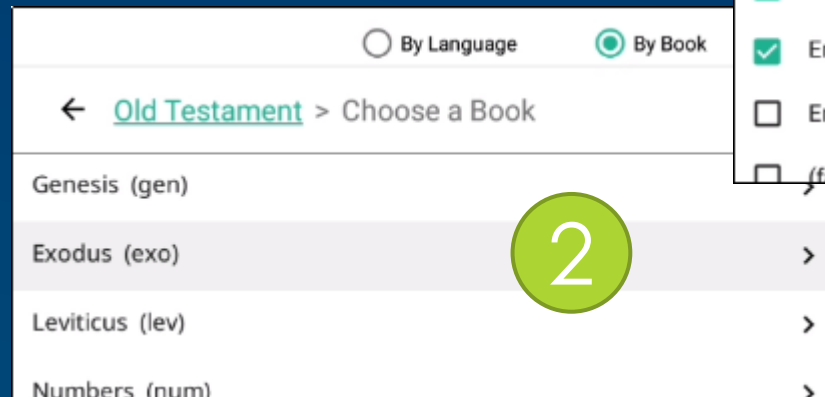 By Language By Book
← Old Testament > Choose a Book
Genesis (gen)
Exodus (exo) >
2
Leviticus (lev) >
Numbers (num) >